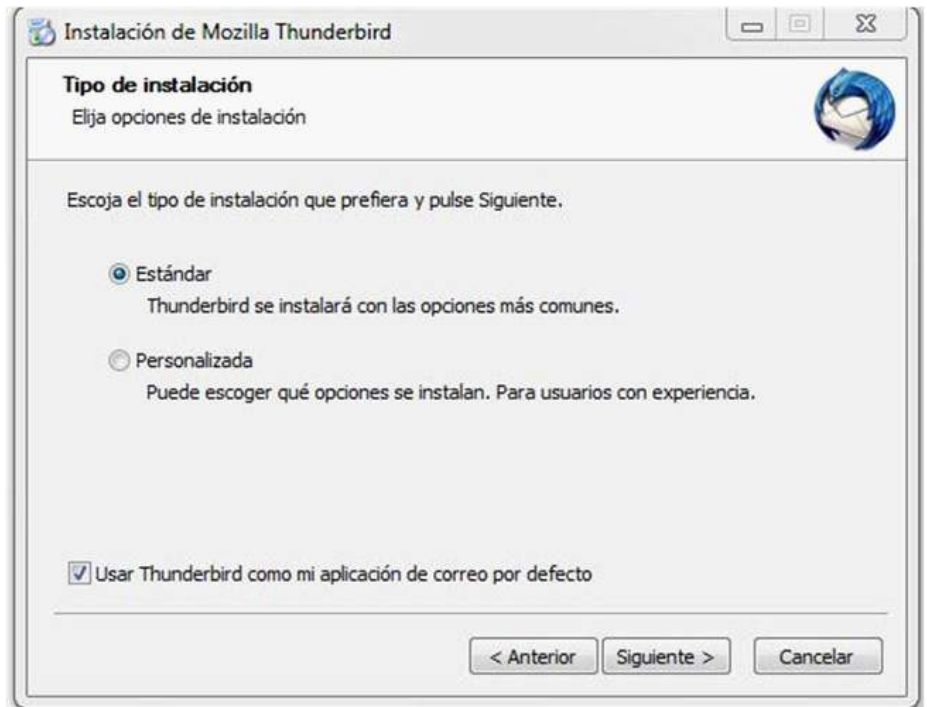 Instalación de Mozilla Thunderbird
Tipo de instalación
Elija opciones de instalación
Escoja el tipo de instalación que prefiera y pulse Siguiente.
Estándar
Thunderbird se instalará con las opciones más comunes.
Personalizada
Puede escoger qué opciones se instalan. Para usuarios con experiencia.
Usar Thunderbird como mi aplicación de correo por defecto
< Anterior Siguiente > Cancelar